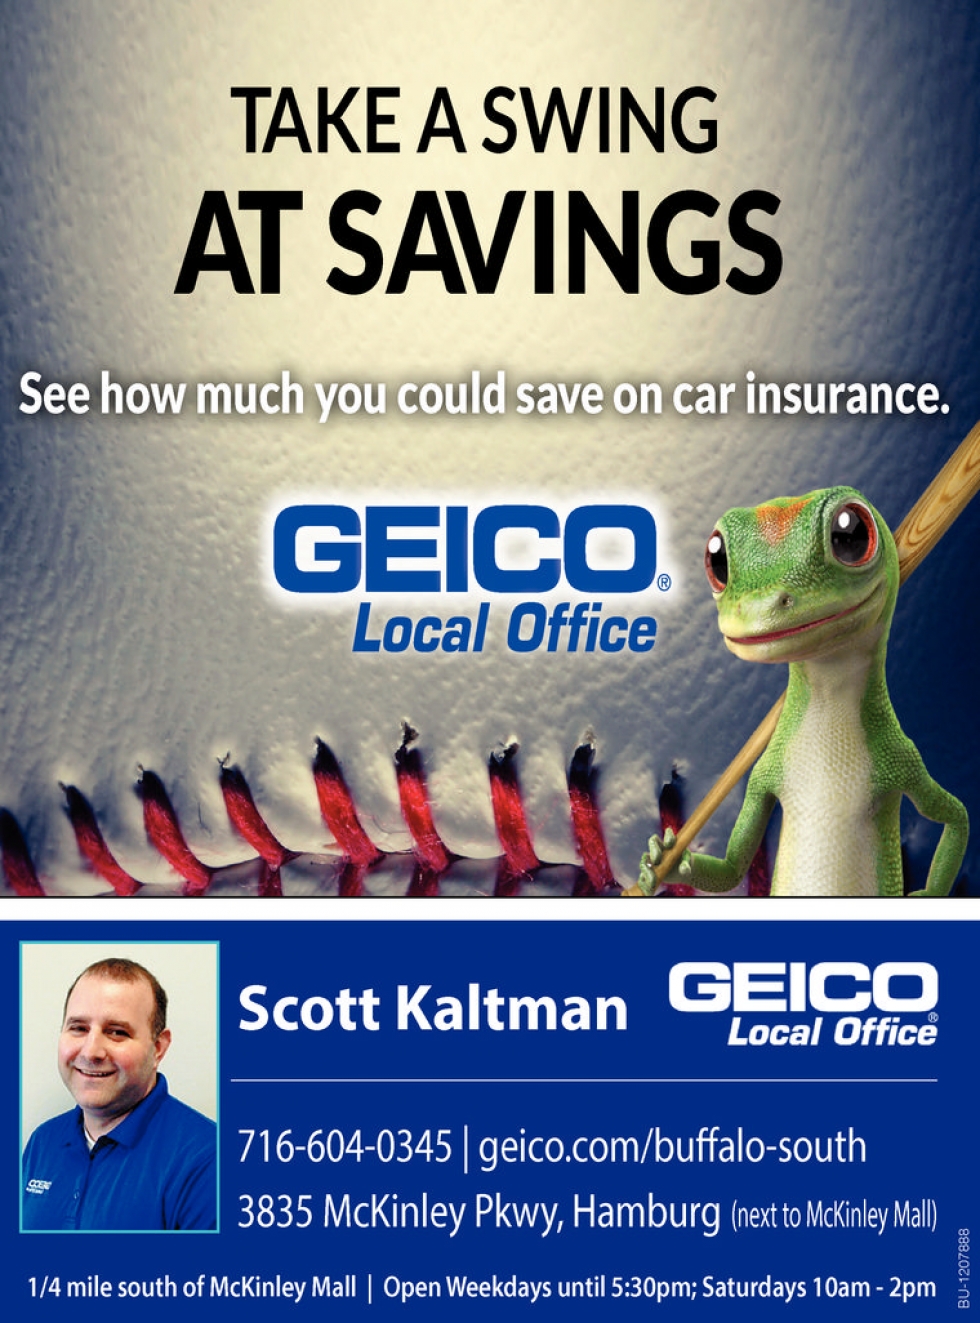 TAKE A SWING
AT SAVINGS
See how much you could save on car insurance.
GEICO®
Local Office
Scott Kaltman
GEICO®
Local Office
716-604-0345 | geico.com/buffalo-south
3835 McKinley Pkwy, Hamburg (next to McKinley Mall)
1/4 mile south of McKinley Mall | Open Weekdays until 5:30pm; Saturdays 10am - 2pm
BU-1207888
GEICO